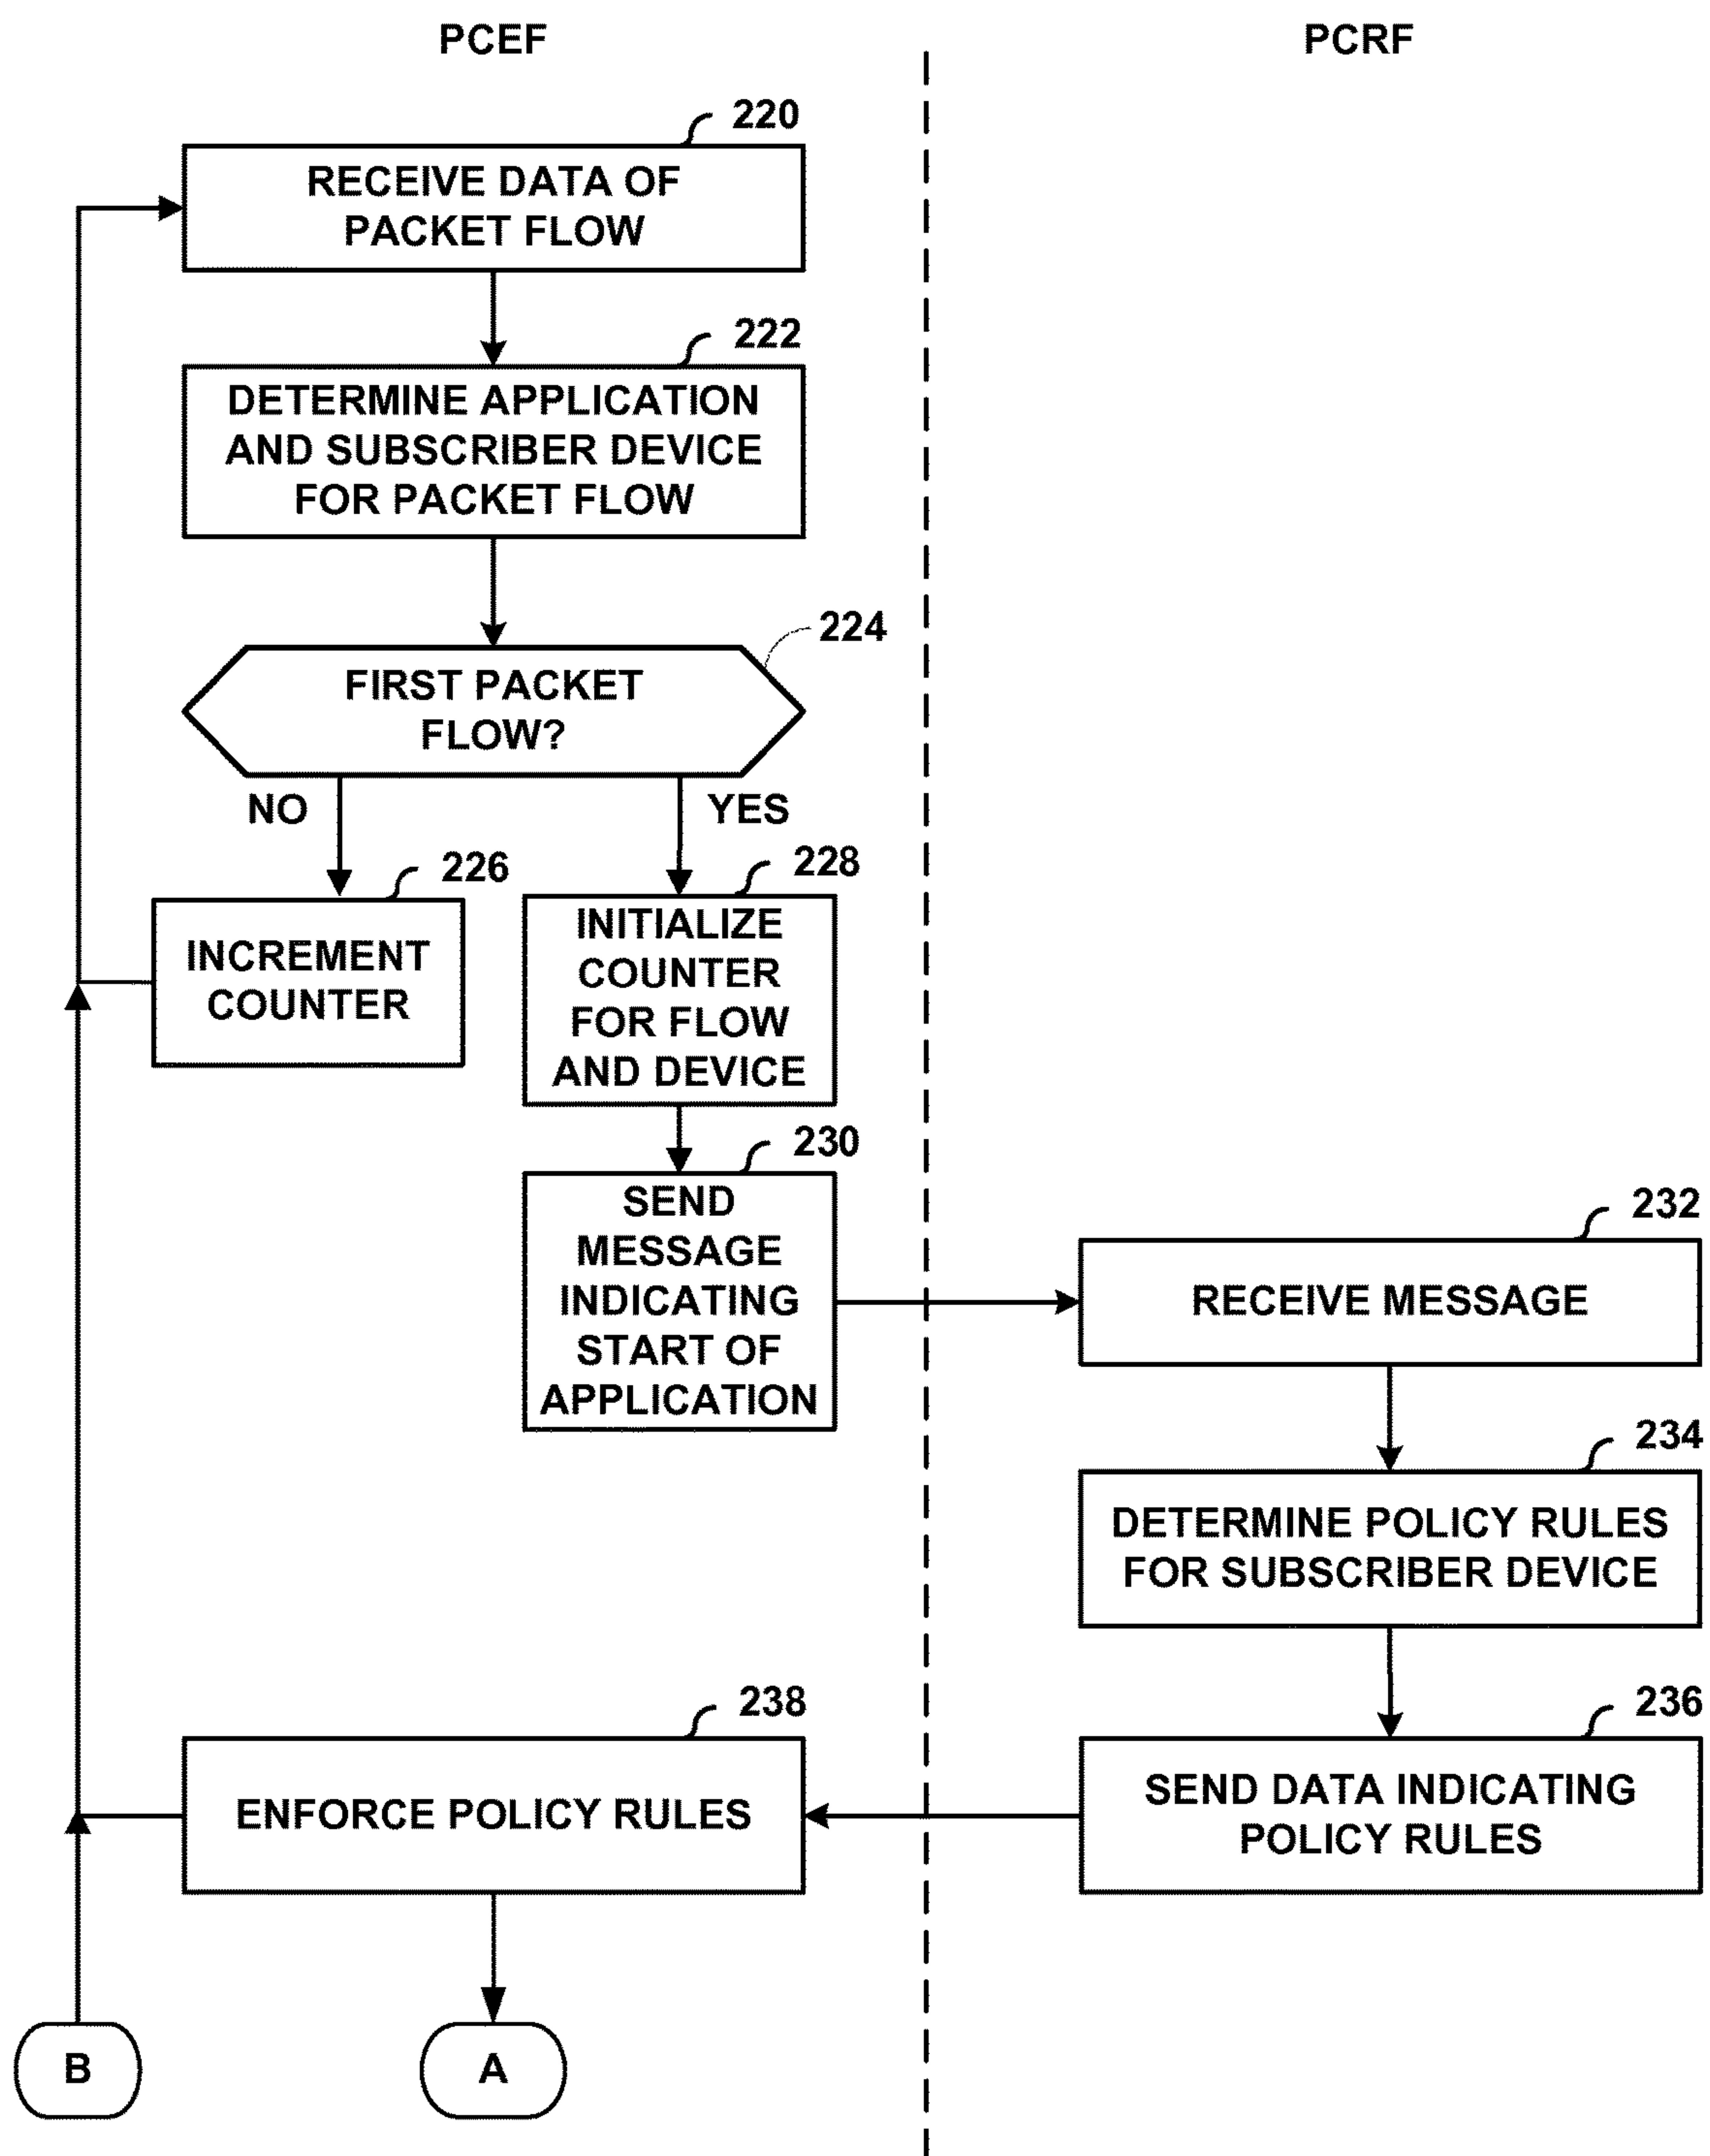 PCEF
PCRF
220
RECEIVE DATA OF
PACKET FLOW
222
DETERMINE APPLICATION
AND SUBSCRIBER DEVICE
FOR PACKET FLOW
224
FIRST PACKET
FLOW?
NO
YES
226
INCREMENT
COUNTER
228
INITIALIZE
COUNTER
FOR FLOW
AND DEVICE
230
SEND
MESSAGE
INDICATING
START OF
APPLICATION
232
RECEIVE MESSAGE
234
DETERMINE POLICY RULES
FOR SUBSCRIBER DEVICE
236
SEND DATA INDICATING
POLICY RULES
238
ENFORCE POLICY RULES
B
A